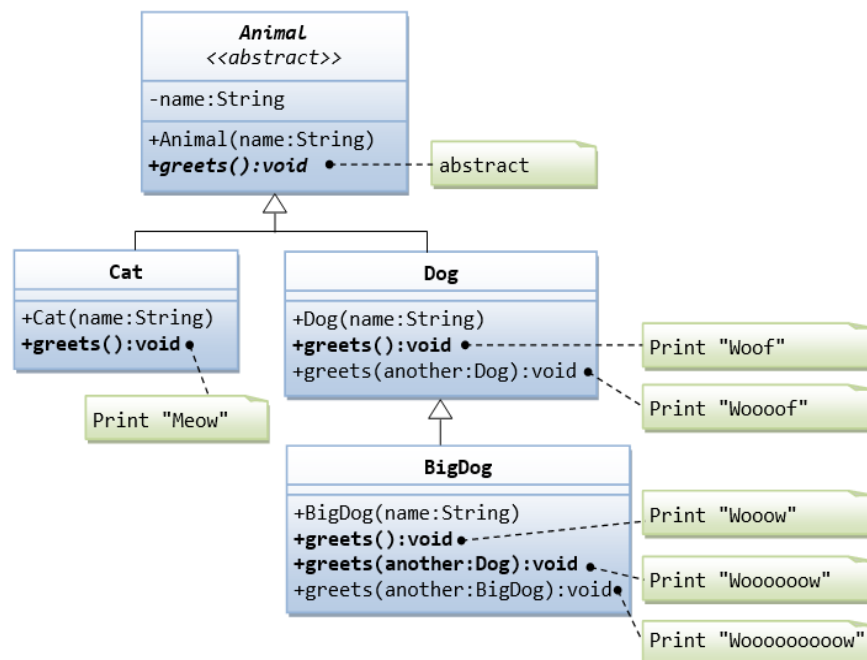 Animal
<<abstract>>
-name:String
+Animal(name:String)
+greets():void
abstract
Cat
+Cat(name:String)
+greets():void
Print "Meow"
Dog
+Dog(name:String)
+greets():void
+greets(another:Dog):void
Print "Woof"
Print "Woooof"
BigDog
+BigDog(name:String)
+greets():void
+greets(another:Dog):void
+greets(another:BigDog):void
Print "Wooow"
Print "Woooooow"
Print "Wooooooooow"